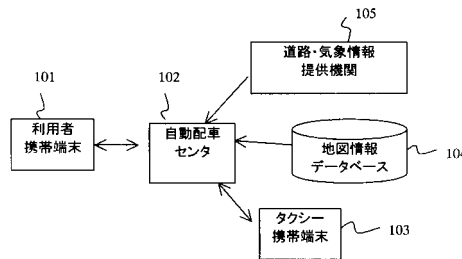 105
道路・気象情報
提供機関
101
102
利用者
携帯端末
自動配車
センタ
地図情報
データベース
104
タクシー
携帯端末
103